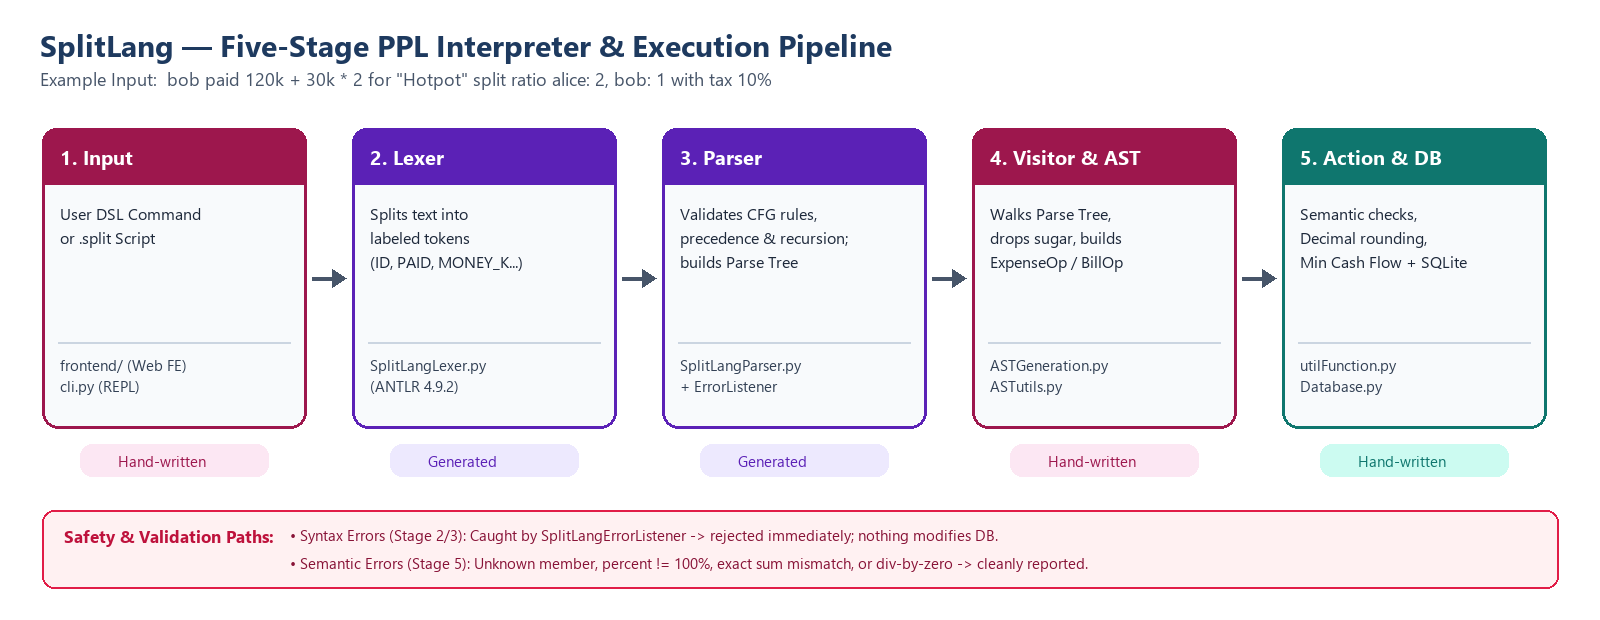 SplitLang — Five-Stage PPL Interpreter & Execution Pipeline
Example Input:  bob paid 120k + 30k * 2 for "Hotpot" split ratio alice: 2, bob: 1 with tax 10%
1. Input
User DSL Command
or .split Script
frontend/ (Web FE)
cli.py (REPL)
Hand-written
2. Lexer
Splits text into
labeled tokens
(ID, PAID, MONEY_K...)
SplitLangLexer.py
(ANTLR 4.9.2)
Generated
3. Parser
Validates CFG rules,
precedence & recursion;
builds Parse Tree
SplitLangParser.py
+ ErrorListener
Generated
4. Visitor & AST
Walks Parse Tree,
drops sugar, builds
ExpenseOp / BillOp
ASTGeneration.py
ASTutils.py
Hand-written
5. Action & DB
Semantic checks,
Decimal rounding,
Min Cash Flow + SQLite
utilFunction.py
Database.py
Hand-written
Safety & Validation Paths:
• Syntax Errors (Stage 2/3): Caught by SplitLangErrorListener -> rejected immediately; nothing modifies DB.
• Semantic Errors (Stage 5): Unknown member, percent != 100%, exact sum mismatch, or div-by-zero -> cleanly reported.